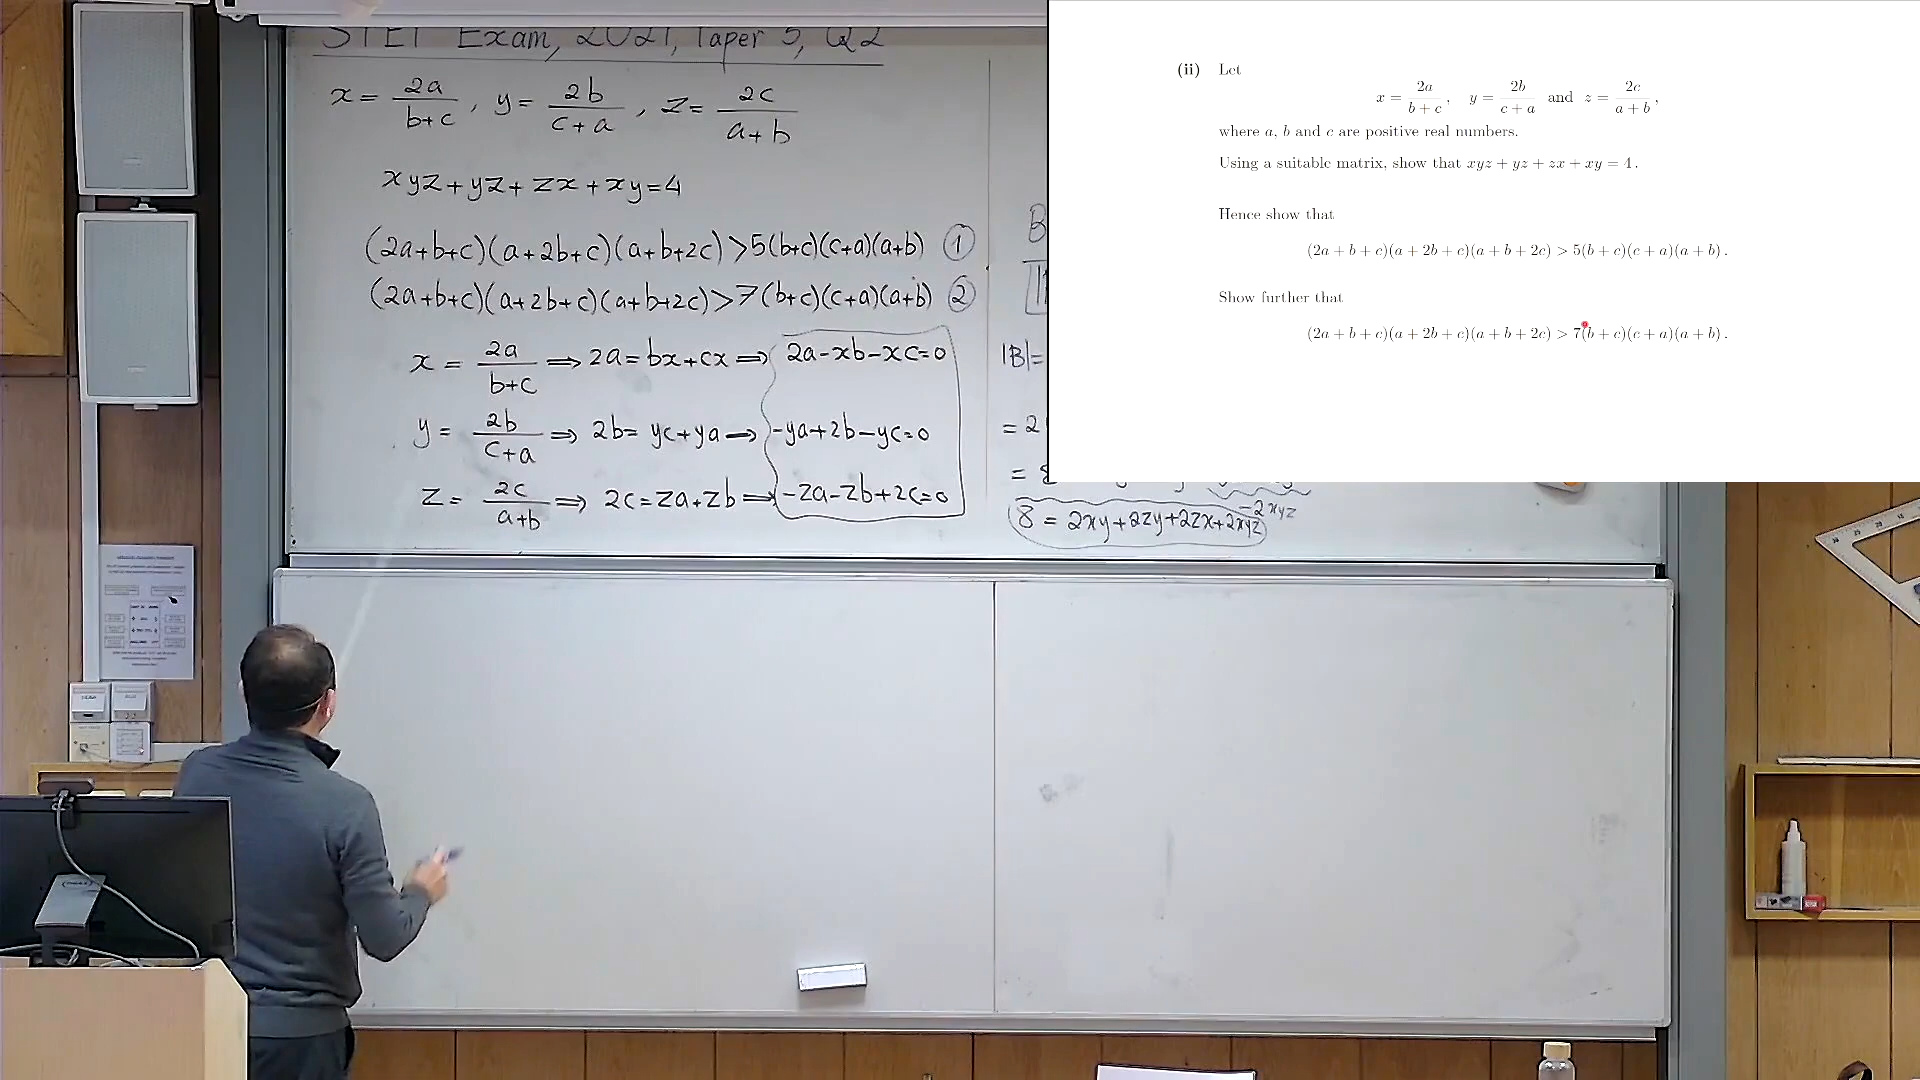 STEP Exam, 2021, Paper 3, Q2
x = 2a/(b+c), y = 2b/(c+a), z = 2c/(a+b)
xyz+yz+zx+xy=4
(2a+b+c)(a+2b+c)(a+b+2c)>5(b+c)(c+a)(a+b) ①
(2a+b+c)(a+2b+c)(a+b+2c)>7(b+c)(c+a)(a+b) ②
x = 2a/(b+c) ⟹ 2a=bx+cx ⟹ 2a-xb-xc=0
y = 2b/(c+a) ⟹ 2b= yc+ya ⟹ -ya+2b-yc=0
z = 2c/(a+b) ⟹ 2c=za+zb ⟹ -za-zb+2c=0
B
|B|=
= 2
=
-2xyz
8 = 2xy+2zy+2zx+2xyz
(ii) Let
x = 2a/(b + c), y = 2b/(c + a) and z = 2c/(a + b),
where a, b and c are positive real numbers.
Using a suitable matrix, show that xyz + yz + zx + xy = 4.
Hence show that
(2a + b + c)(a + 2b + c)(a + b + 2c) > 5(b + c)(c + a)(a + b).
Show further that
(2a + b + c)(a + 2b + c)(a + b + 2c) > 7(b + c)(c + a)(a + b).